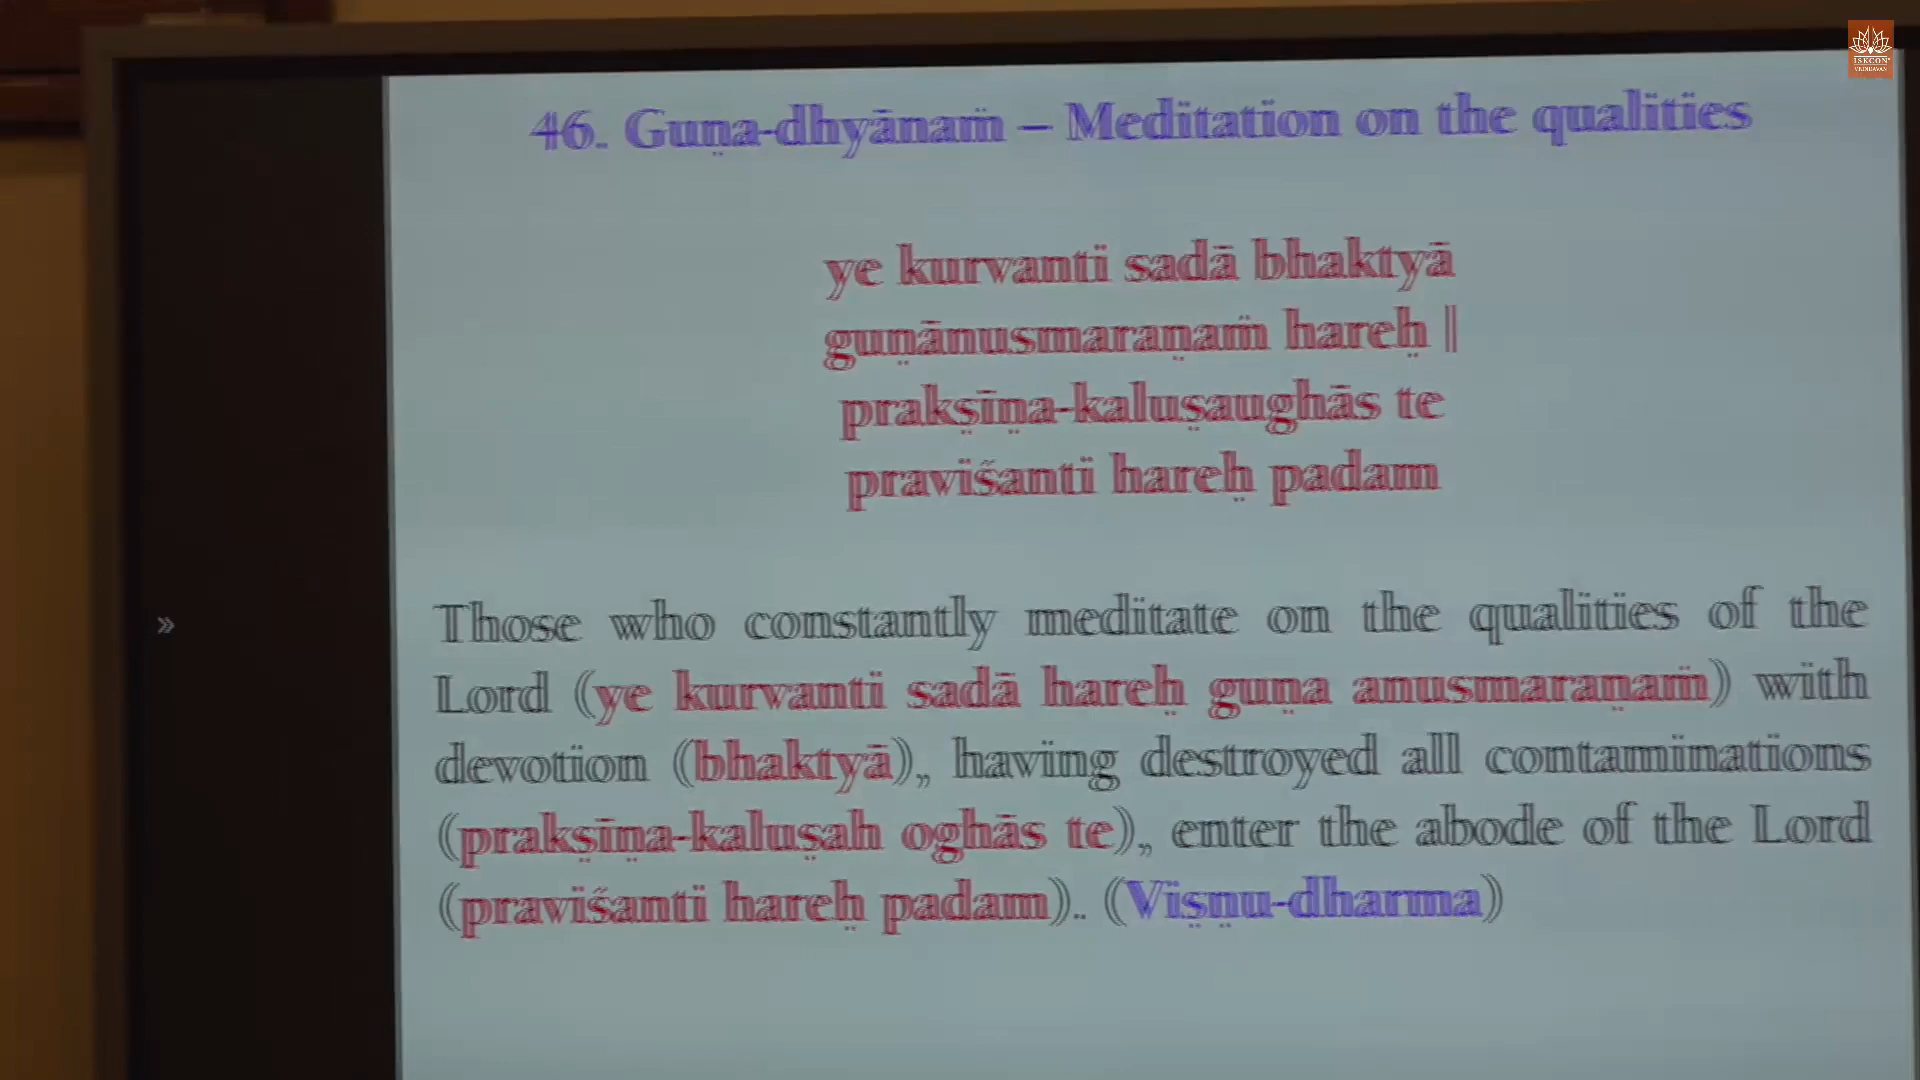 ISKCON
VRINDAVAN
46. Guṇa-dhyānaṁ – Meditation on the qualities
ye kurvanti sadā bhaktyā
guṇānusmaraṇaṁ hareḥ |
prakṣīṇa-kaluṣaughās te
praviśanti hareḥ padam
»
Those who constantly meditate on the qualities of the
Lord (ye kurvanti sadā hareḥ guṇa anusmaraṇaṁ) with
devotion (bhaktyā), having destroyed all contaminations
(prakṣīṇa-kaluṣah oghās te), enter the abode of the Lord
(praviśanti hareḥ padam). (Viṣṇu-dharma)